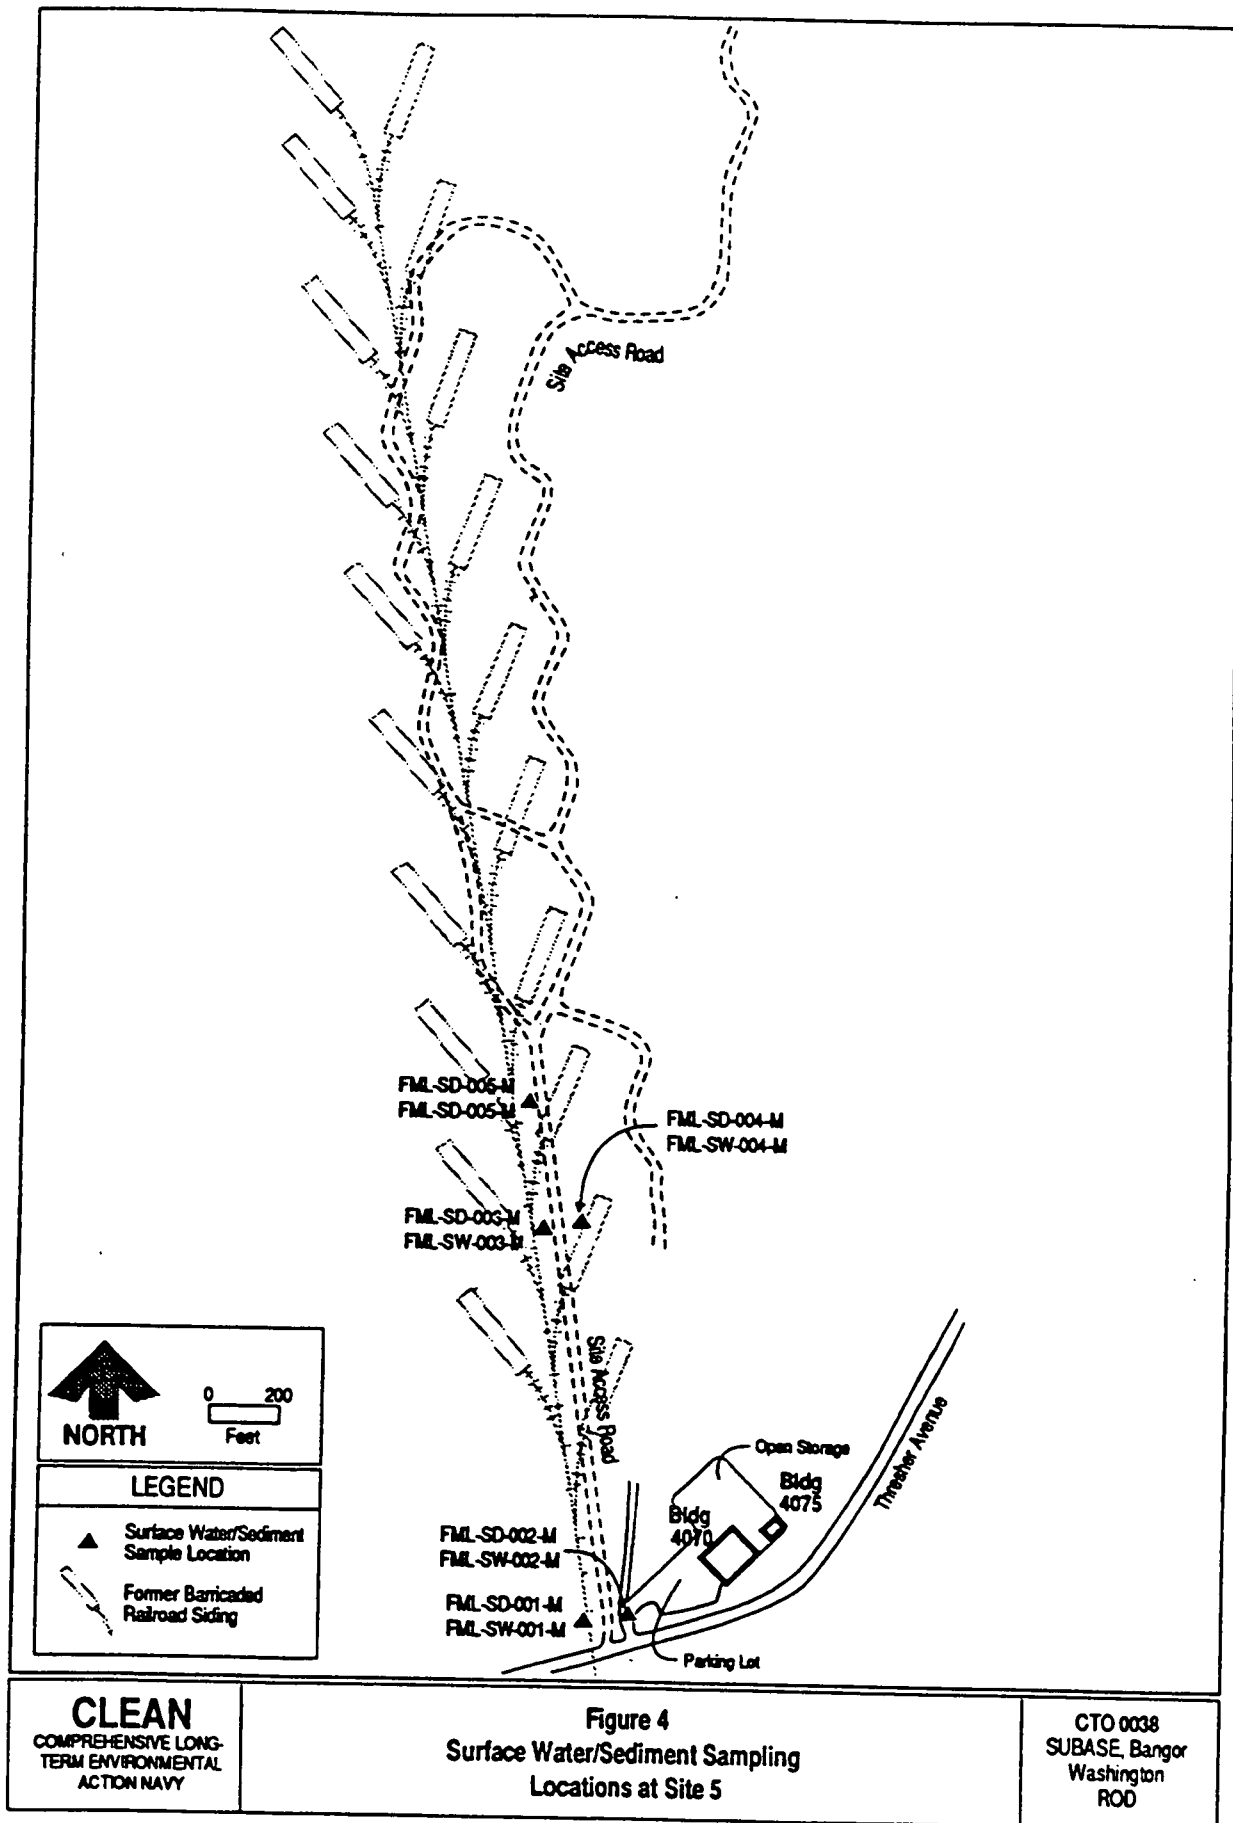 Site Access Road
FML-SD-005-M
FML-SD-005-M
FML-SD-004-M
FML-SW-004-M
FML-SD-003-M
FML-SW-003-M
Site Access Road
0 200
Feet
NORTH
LEGEND
Surface Water/Sediment
Sample Location
Former Barricaded
Railroad Siding
Open Storage
Bldg
4075
Bldg
4070
Thresher Avenue
FML-SD-002-M
FML-SW-002-M
FML-SD-001-M
FML-SW-001-M
Parking Lot
CLEAN
COMPREHENSIVE LONG-
TERM ENVIRONMENTAL
ACTION NAVY
Figure 4
Surface Water/Sediment Sampling
Locations at Site 5
CTO 0038
SUBASE, Bangor
Washington
ROD